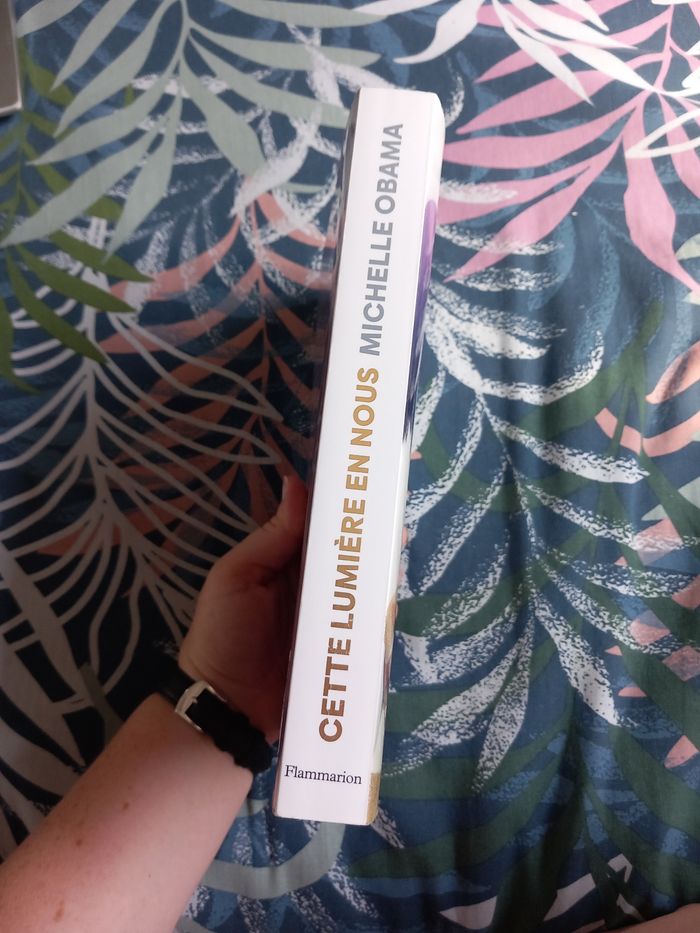 CETTE LUMIÈRE EN NOUS MICHELLE OBAMA
Flammarion